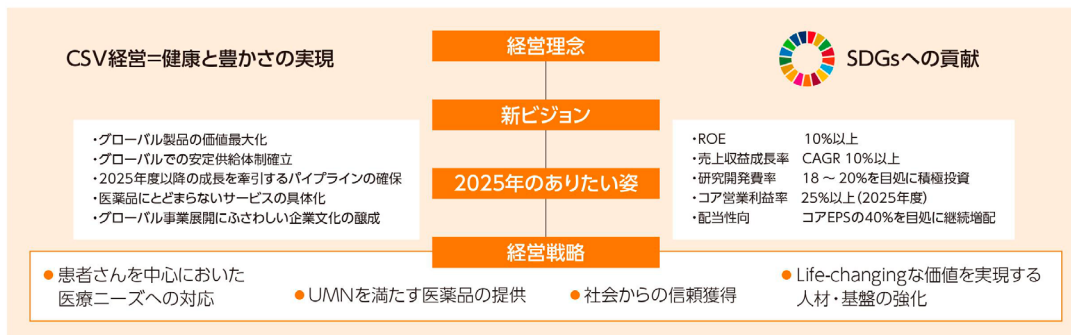 経営理念
CSV経営=健康と豊かさの実現
SDGsへの貢献
新ビジョン
・グローバル製品の価値最大化
・グローバルでの安定供給体制確立
・2025年度以降の成長を牽引するパイプラインの確保
・医薬品にとどまらないサービスの具体化
・グローバル事業展開にふさわしい企業文化の醸成
2025年のありたい姿
・ROE 10%以上
・売上収益成長率 CAGR 10%以上
・研究開発費率 18 ~ 20%を目処に積極投資
・コア営業利益率 25%以上(2025年度)
・配当性向 コアEPSの40%を目処に継続増配
経営戦略
●患者さんを中心においた
医療ニーズへの対応
●UMNを満たす医薬品の提供
●社会からの信頼獲得
●Life-changingな価値を実現する
人材・基盤の強化